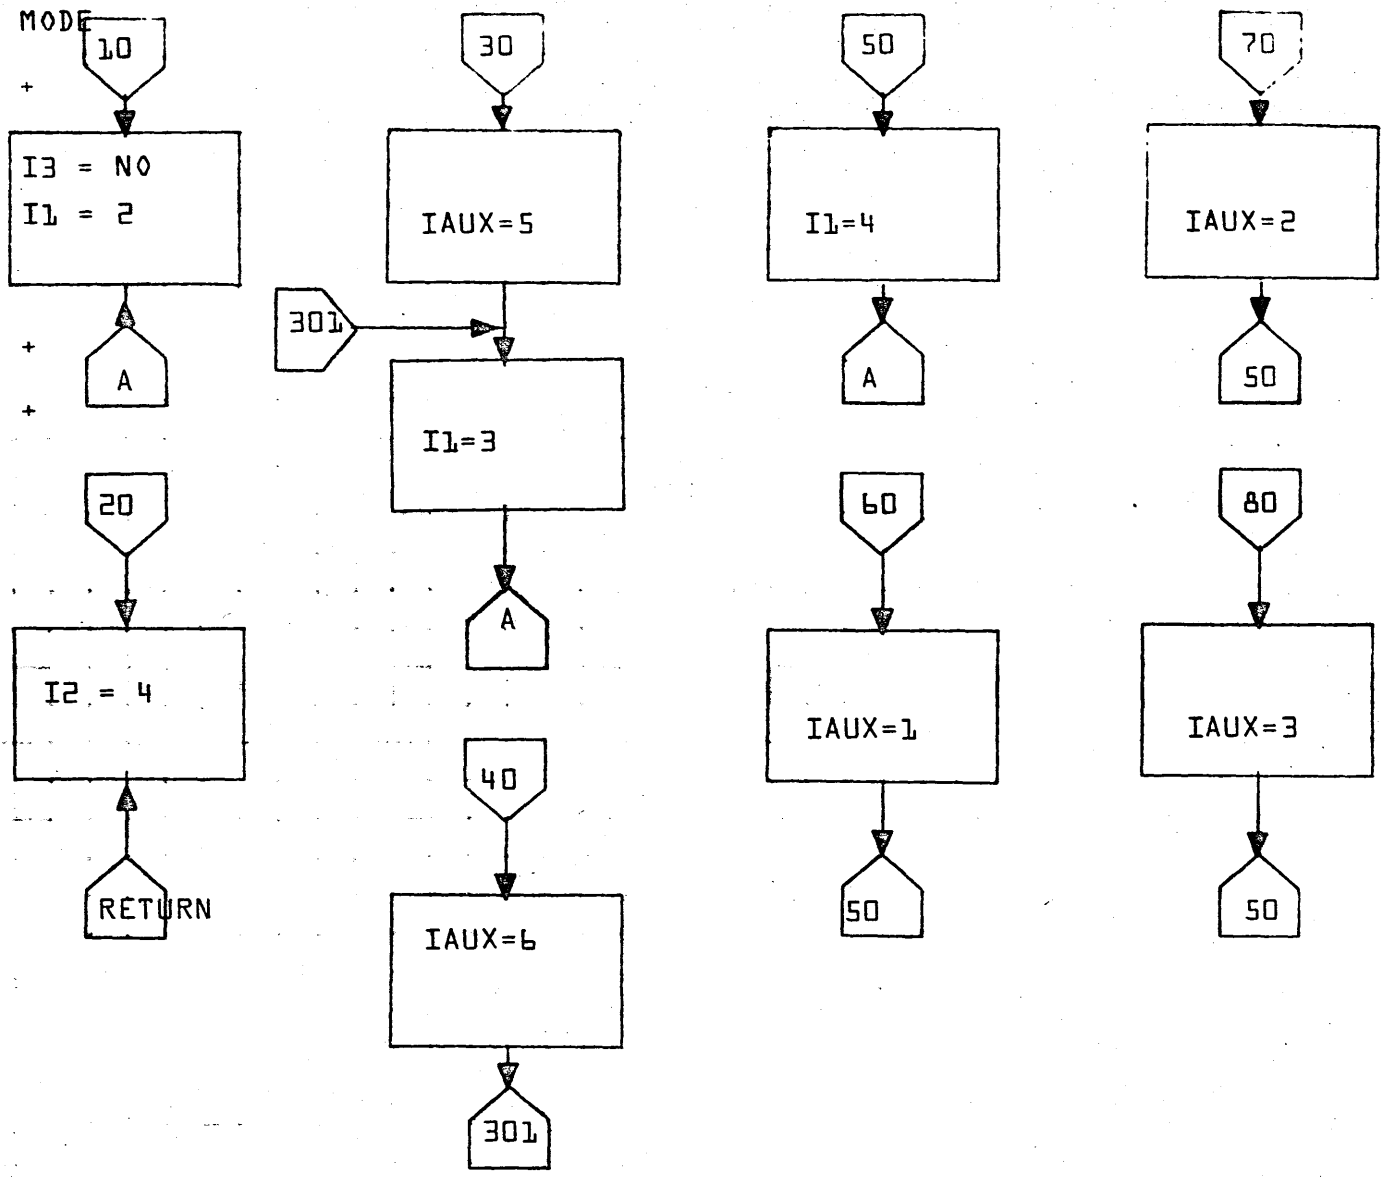 MODE
10
+
I3 = NO
I1 = 2
+
A
+
20
I2 = 4
RETURN
30
IAUX=5
301
I1=3
A
40
IAUX=6
301
50
I1=4
A
60
IAUX=1
50
70
IAUX=2
50
80
IAUX=3
50